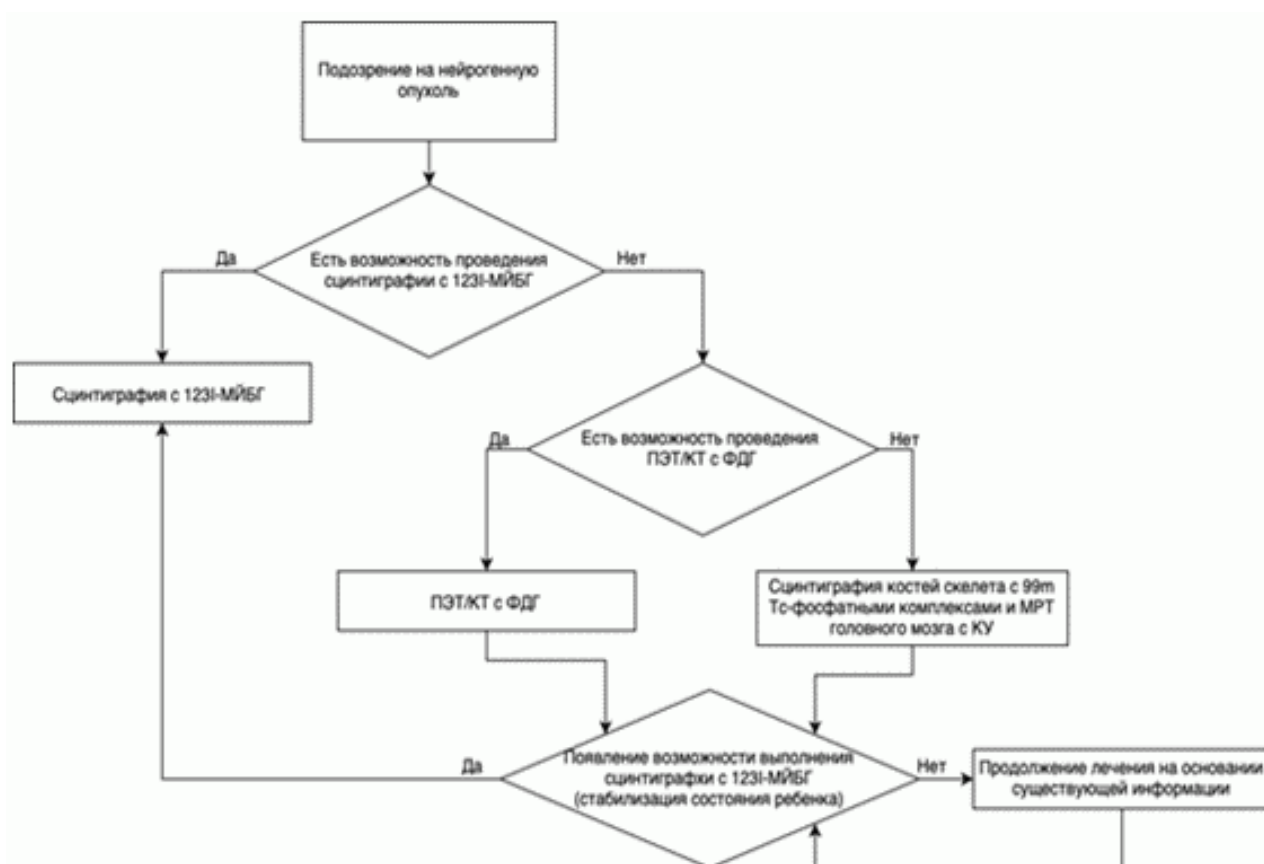 Подозрение на нейрогенную
опухоль
Есть возможность проведения
сцинтиграфии с 123I-МЙБГ
Да
Нет
Сцинтиграфия с 123I-МЙБГ
Есть возможность проведения
ПЭТ/КТ с ФДГ
Да
Нет
ПЭТ/КТ с ФДГ
Сцинтиграфия костей скелета с 99m
Тс-фосфатными комплексами и МРТ
головного мозга с КУ
Появление возможности выполнения
сцинтиграфхи с 123I-МЙБГ
(стабилизация состояния ребенка)
Да
Нет
Продолжение лечения на основании
существующей информации